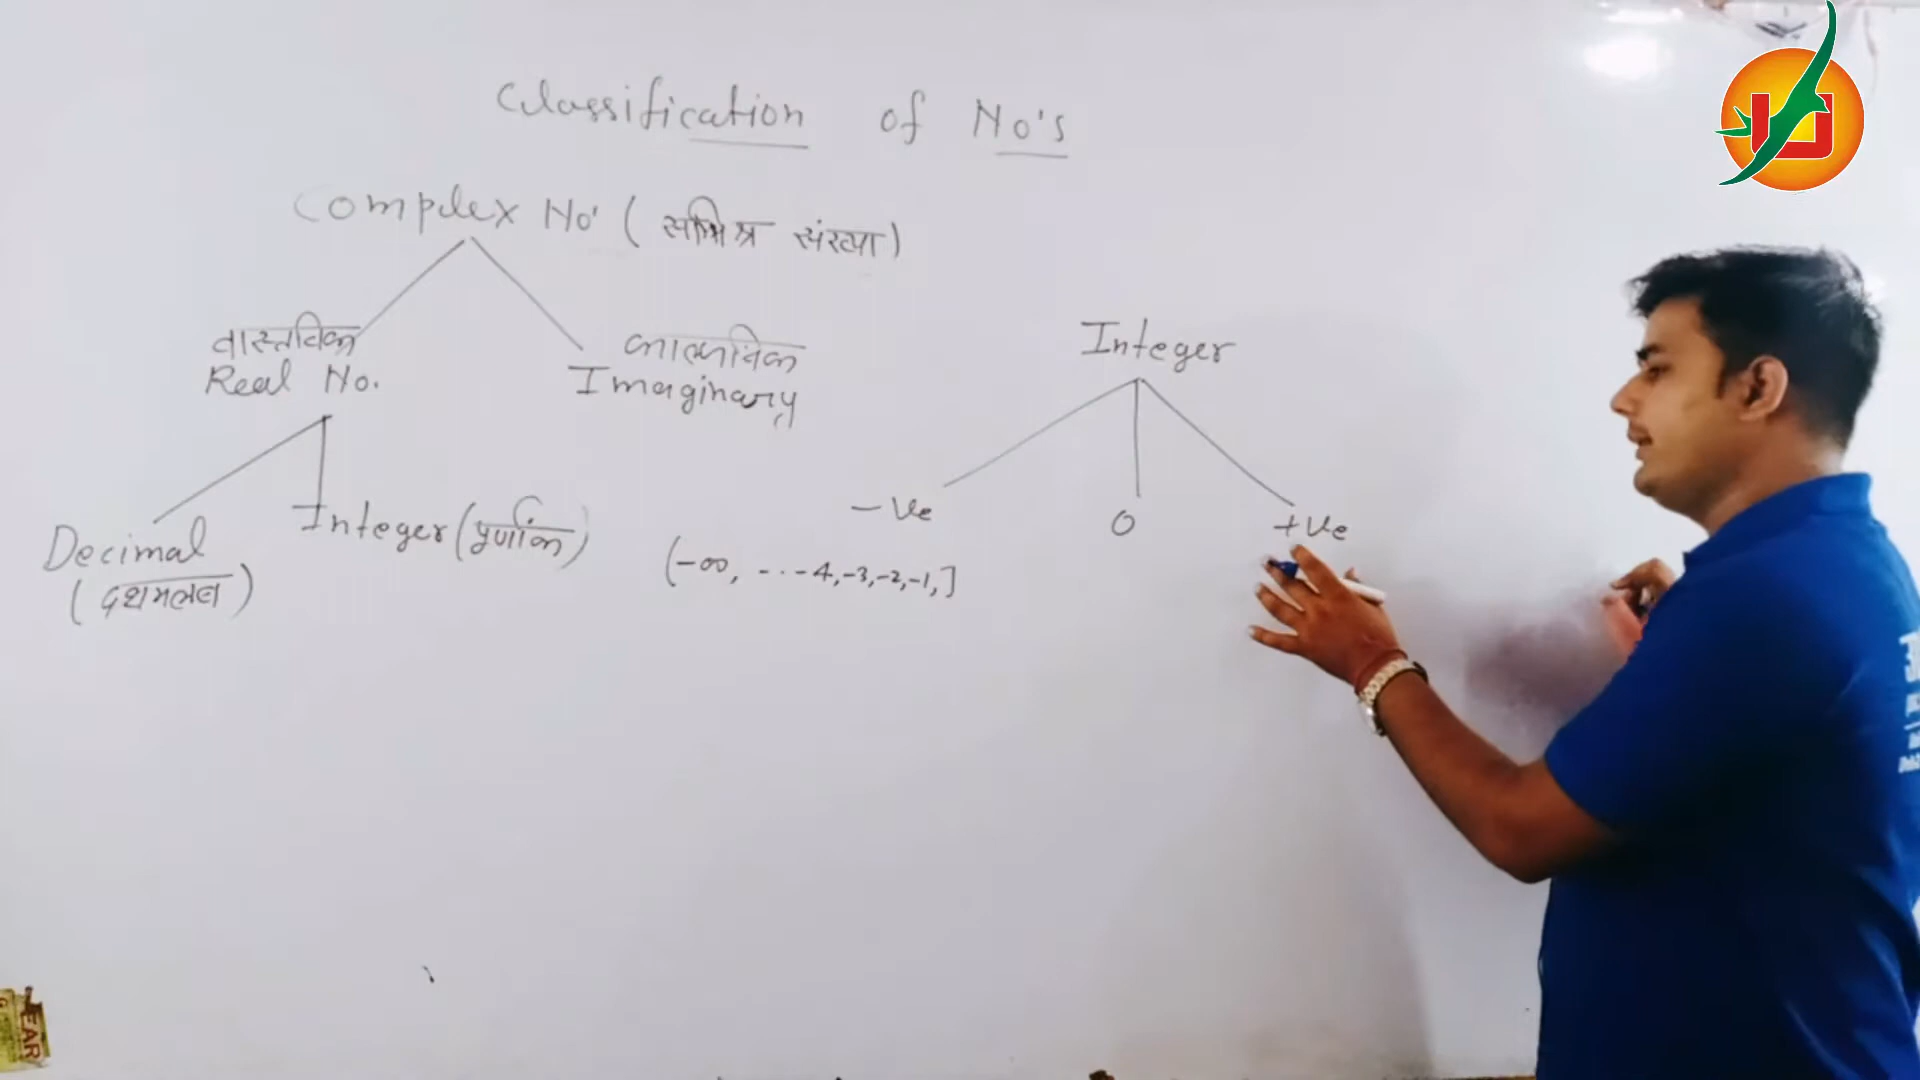 Classification of No's
Complex No' (सम्मिश्र संख्या)
वास्तविक
Real No.
काल्पनिक
Imaginary
Integer
Decimal
(दशमलव)
Integer (पूर्णांक)
-ve
0
+ve
(-∞, ...-4,-3,-2,-1,]
EAR